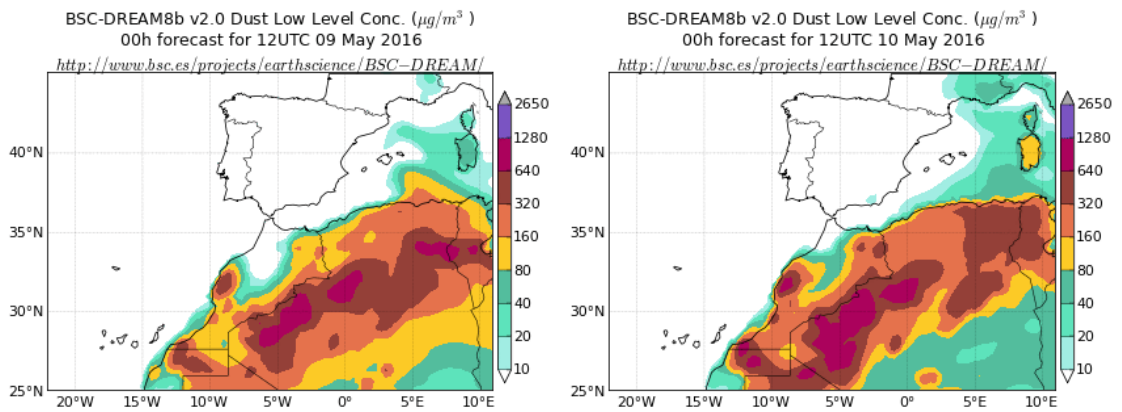 BSC-DREAM8b v2.0 Dust Low Level Conc. (μg/m³ )
00h forecast for 12UTC 09 May 2016
http://www.bsc.es/projects/earthscience/BSC−DREAM/
40°N
35°N
30°N
25°N
20°W 15°W 10°W 5°W 0° 5°E 10°E
2650
1280
640
320
160
80
40
20
10
BSC-DREAM8b v2.0 Dust Low Level Conc. (μg/m³ )
00h forecast for 12UTC 10 May 2016
http://www.bsc.es/projects/earthscience/BSC−DREAM/
40°N
35°N
30°N
25°N
20°W 15°W 10°W 5°W 0° 5°E 10°E
2650
1280
640
320
160
80
40
20
10